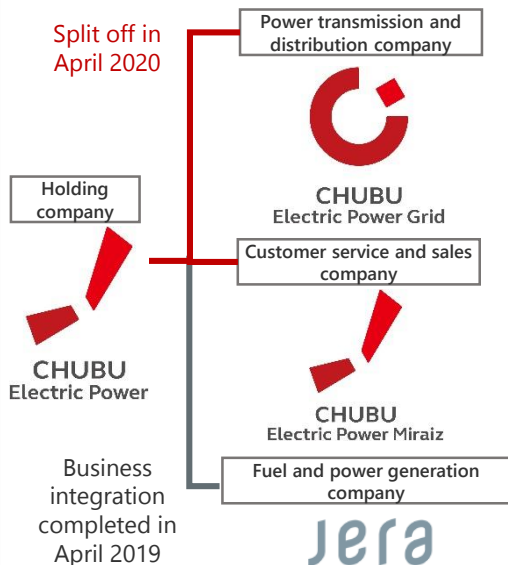 Split off in
April 2020
Power transmission and
distribution company
CHUBU
Electric Power Grid
Holding
company
CHUBU
Electric Power
Customer service and sales
company
CHUBU
Electric Power Miraiz
Business
integration
completed in
April 2019
Fuel and power generation
company
Jera